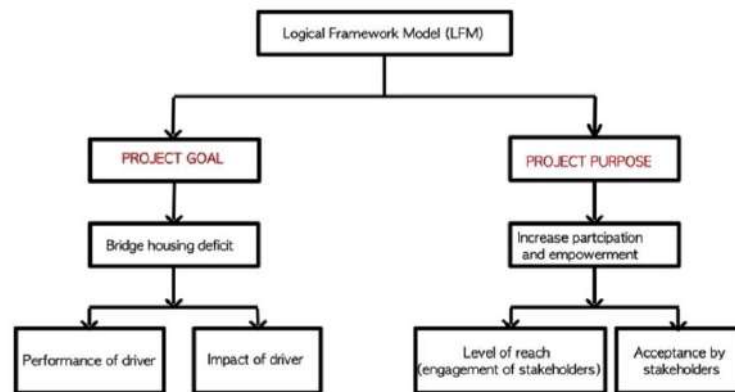 Logical Framework Model (LFM)
PROJECT GOAL
PROJECT PURPOSE
Bridge housing deficit
Increase partcipation
and empowerment
Performance of driver
Impact of driver
Level of reach
(engagement of stakeholders)
Acceptance by
stakeholders